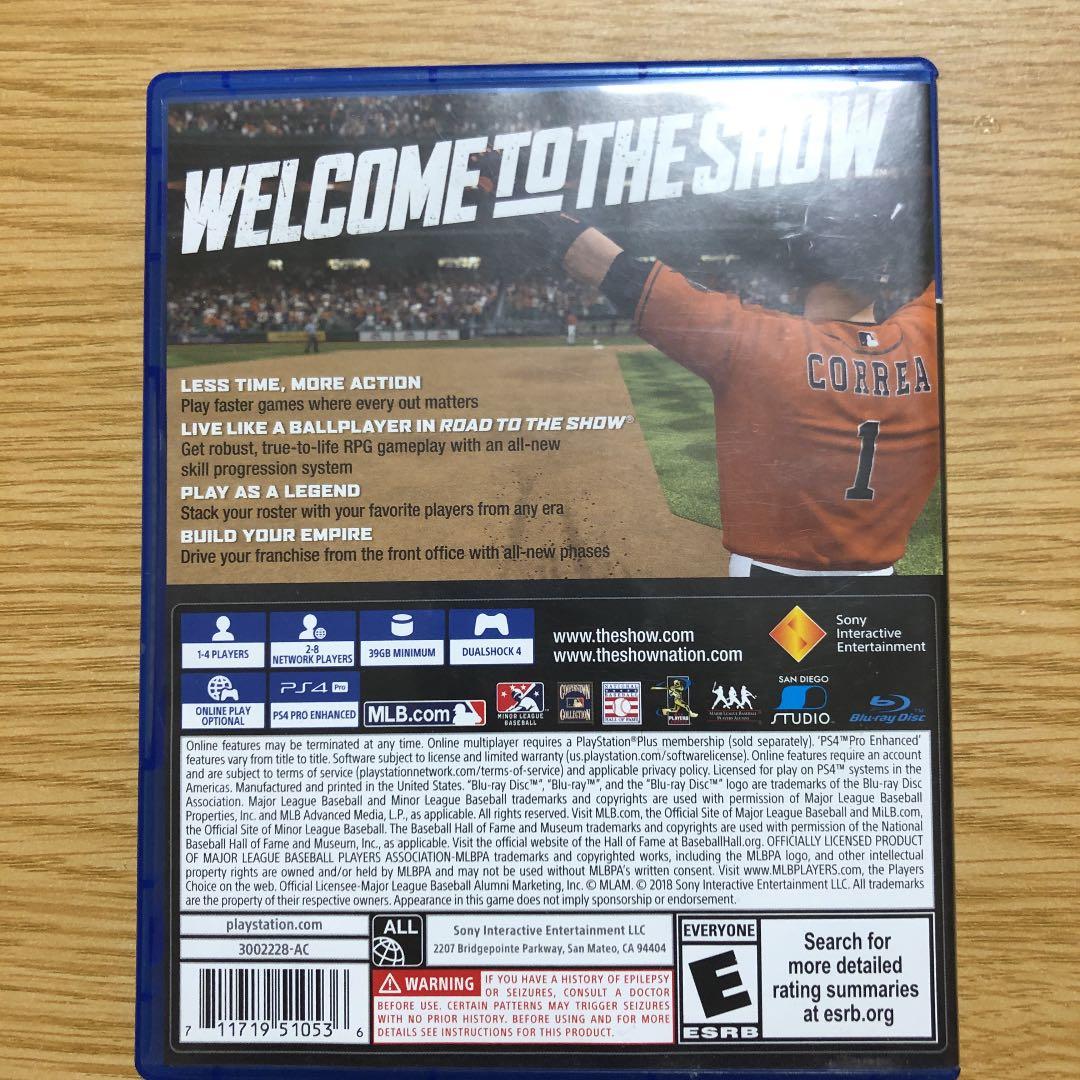 WELCOME TO THE SHOW
CORREA
1
LESS TIME, MORE ACTION
Play faster games where every out matters
LIVE LIKE A BALLPLAYER IN ROAD TO THE SHOW®
Get robust, true-to-life RPG gameplay with an all-new
skill progression system
PLAY AS A LEGEND
Stack your roster with your favorite players from any era
BUILD YOUR EMPIRE
Drive your franchise from the front office with all-new phases
1-4 PLAYERS
2-8
NETWORK PLAYERS
39GB MINIMUM
DUALSHOCK 4
www.theshow.com
www.theshownation.com
Sony
Interactive
Entertainment
ONLINE PLAY
OPTIONAL
PS4 Pro
PS4 PRO ENHANCED
MLB.com
MINOR LEAGUE
BASEBALL
COOPERSTOWN
COLLECTION
NATIONAL
BASEBALL
HALL OF FAME
PLAYERS
MAJOR LEAGUE BASEBALL
PLAYERS ALUMNI
SAN DIEGO
STUDIO™
Blu-ray Disc™
Online features may be terminated at any time. Online multiplayer requires a PlayStation®Plus membership (sold separately). 'PS4™Pro Enhanced'
features vary from title to title. Software subject to license and limited warranty (us.playstation.com/softwarelicense). Online features require an account
and are subject to terms of service (playstationnetwork.com/terms-of-service) and applicable privacy policy. Licensed for play on PS4™ systems in the
Americas. Manufactured and printed in the United States. "Blu-ray Disc™", "Blu-ray™", and the "Blu-ray Disc™" logo are trademarks of the Blu-ray Disc
Association. Major League Baseball and Minor League Baseball trademarks and copyrights are used with permission of Major League Baseball
Properties, Inc. and MLB Advanced Media, L.P., as applicable. All rights reserved. Visit MLB.com, the Official Site of Major League Baseball and MiLB.com,
the Official Site of Minor League Baseball. The Baseball Hall of Fame and Museum trademarks and copyrights are used with permission of the National
Baseball Hall of Fame and Museum, Inc., as applicable. Visit the official website of the Hall of Fame at BaseballHall.org. OFFICIALLY LICENSED PRODUCT
OF MAJOR LEAGUE BASEBALL PLAYERS ASSOCIATION-MLBPA trademarks and copyrighted works, including the MLBPA logo, and other intellectual
property rights are owned and/or held by MLBPA and may not be used without MLBPA's written consent. Visit www.MLBPLAYERS.com, the Players
Choice on the web. Official Licensee-Major League Baseball Alumni Marketing, Inc. © MLAM. © 2018 Sony Interactive Entertainment LLC. All trademarks
are the property of their respective owners. Appearance in this game does not imply sponsorship or endorsement.
playstation.com
3002228-AC
ALL
Sony Interactive Entertainment LLC
2207 Bridgepointe Parkway, San Mateo, CA 94404
WARNING IF YOU HAVE A HISTORY OF EPILEPSY
OR SEIZURES, CONSULT A DOCTOR
BEFORE USE. CERTAIN PATTERNS MAY TRIGGER SEIZURES
WITH NO PRIOR HISTORY. BEFORE USING AND FOR MORE
DETAILS SEE INSTRUCTIONS FOR THIS PRODUCT.
7 11719 51053 6
EVERYONE
E
ESRB
Search for
more detailed
rating summaries
at esrb.org